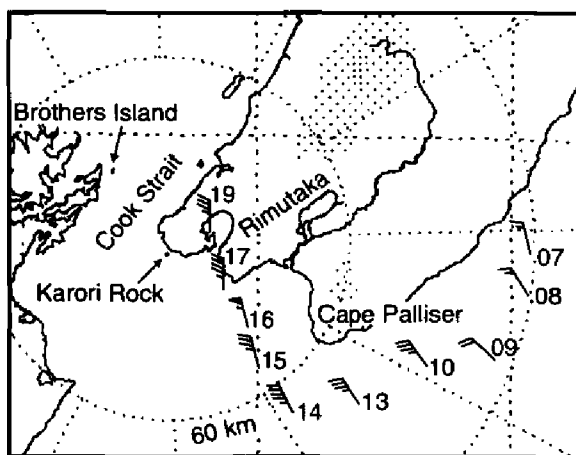 Brothers Island
Cook Strait
19
Rimutaka
17
07
Karori Rock
08
16
Cape Palliser
15
10
09
14
13
60 km